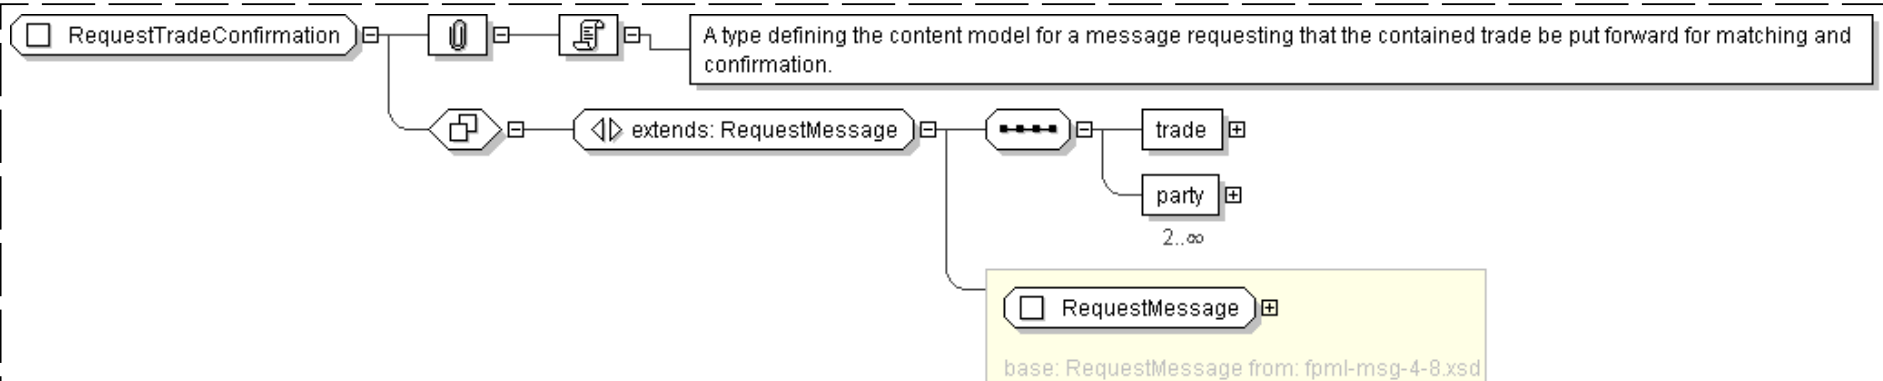 RequestTradeConfirmation
A type defining the content model for a message requesting that the contained trade be put forward for matching and
confirmation.
extends: RequestMessage
trade
party
2..∞
RequestMessage
base: RequestMessage from: fpml-msg-4-8.xsd